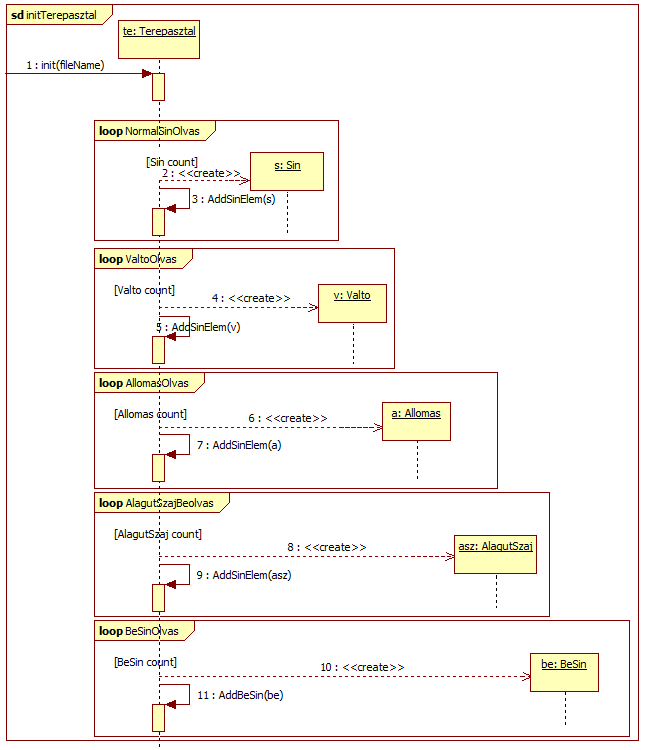 sd initTerepasztal
te: Terepasztal
1 : init(fileName)
loop NormalSinOlvas
[Sin count]
2 : <<create>>
s: Sin
3 : AddSinElem(s)
loop ValtoOlvas
[Valto count]
4 : <<create>>
v: Valto
5 : AddSinElem(v)
loop AllomasOlvas
[Allomas count]
6 : <<create>>
a: Allomas
7 : AddSinElem(a)
loop AlagutSzajBeolvas
[AlagutSzaj count]
8 : <<create>>
asz: AlagutSzaj
9 : AddSinElem(asz)
loop BeSinOlvas
[BeSin count]
10 : <<create>>
be: BeSin
11 : AddBeSin(be)